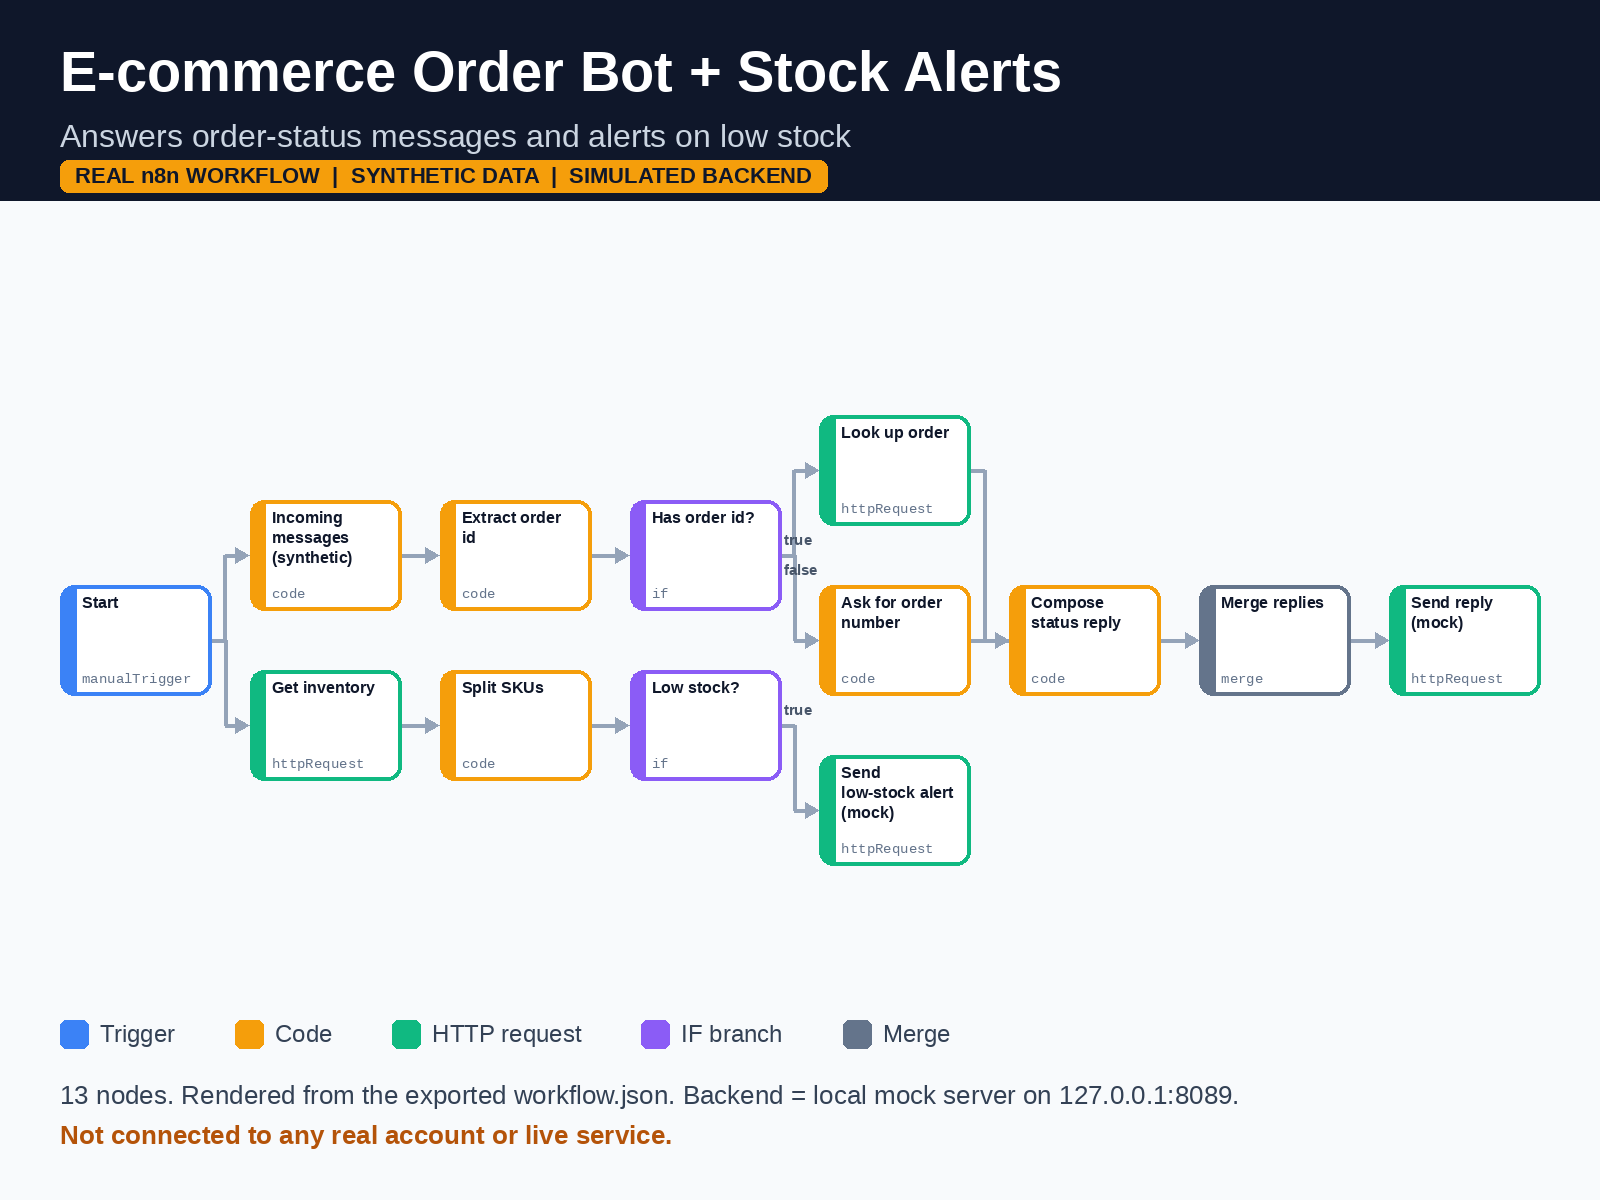 E-commerce Order Bot + Stock Alerts
Answers order-status messages and alerts on low stock
REAL n8n WORKFLOW | SYNTHETIC DATA | SIMULATED BACKEND
Look up order
httpRequest
Incoming
messages
(synthetic)
code
Extract order
id
code
Has order id?
if
true
false
Start
manualTrigger
Ask for order
number
code
Compose
status reply
code
Merge replies
merge
Send reply
(mock)
httpRequest
Get inventory
httpRequest
Split SKUs
code
Low stock?
if
true
Send
low-stock alert
(mock)
httpRequest
Trigger
Code
HTTP request
IF branch
Merge
13 nodes. Rendered from the exported workflow.json. Backend = local mock server on 127.0.0.1:8089.
Not connected to any real account or live service.